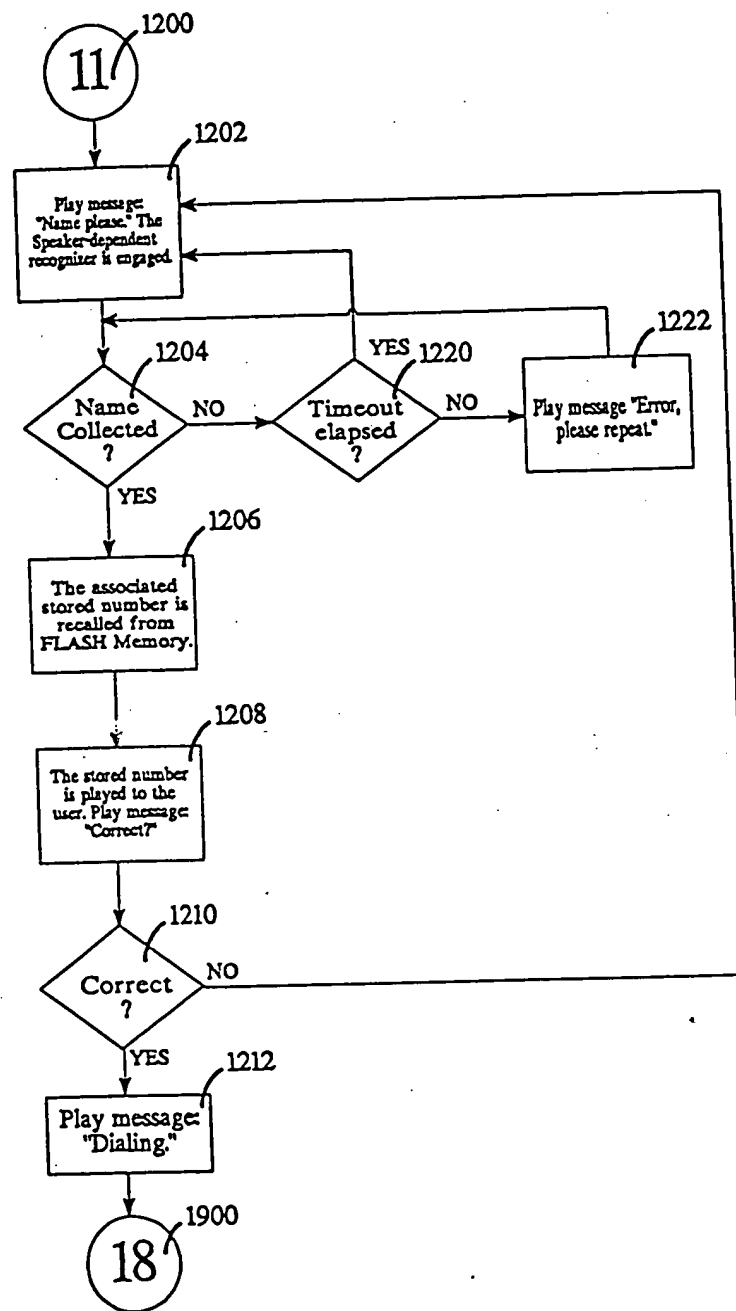 1200
11
1202
Play message:
"Name please." The
Speaker-dependent
recognizer is engaged.
1204
Name
Collected
?
NO
YES
1220
Timeout
elapsed
?
YES
NO
1222
Play message "Error,
please repeat."
1206
The associated
stored number is
recalled from
FLASH Memory.
1208
The stored number
is played to the
user. Play message:
"Correct?"
1210
Correct
?
NO
YES
1212
Play message:
"Dialing."
1900
18